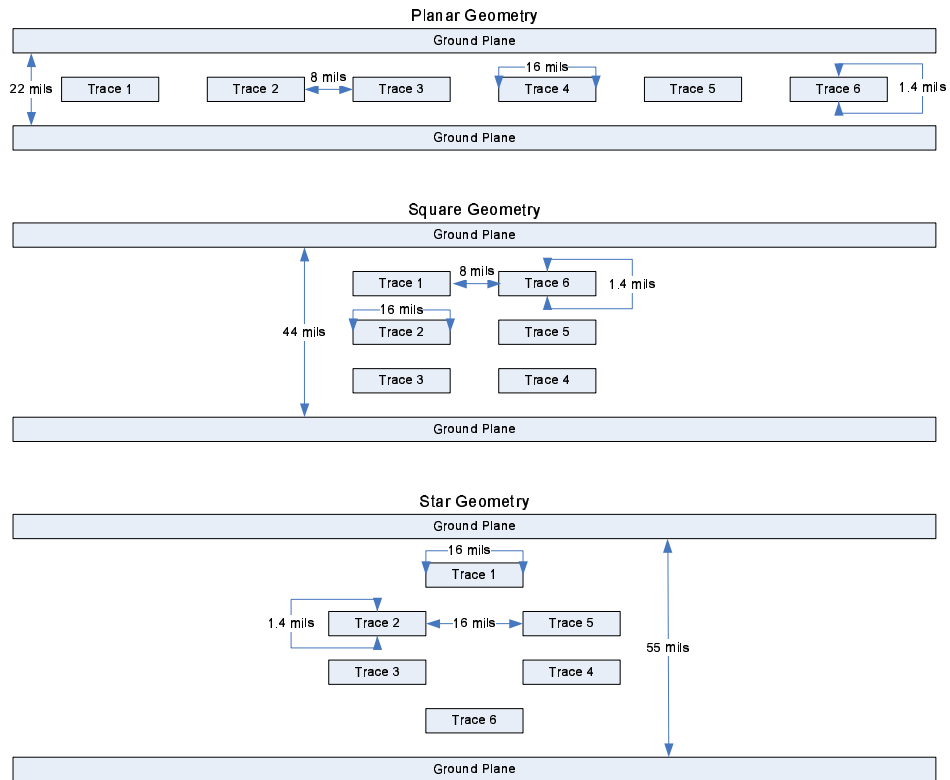 Planar Geometry
Ground Plane
22 mils
Trace 1
Trace 2
8 mils
Trace 3
16 mils
Trace 4
Trace 5
Trace 6
1.4 mils
Ground Plane
Square Geometry
Ground Plane
44 mils
Trace 1
8 mils
Trace 6
1.4 mils
16 mils
Trace 2
Trace 5
Trace 3
Trace 4
Ground Plane
Star Geometry
Ground Plane
16 mils
Trace 1
1.4 mils
Trace 2
16 mils
Trace 5
55 mils
Trace 3
Trace 4
Trace 6
Ground Plane